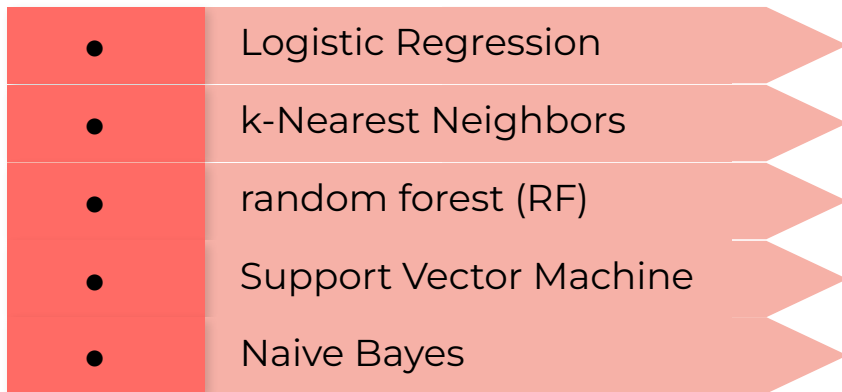 • Logistic Regression
• k-Nearest Neighbors
• random forest (RF)
• Support Vector Machine
• Naive Bayes